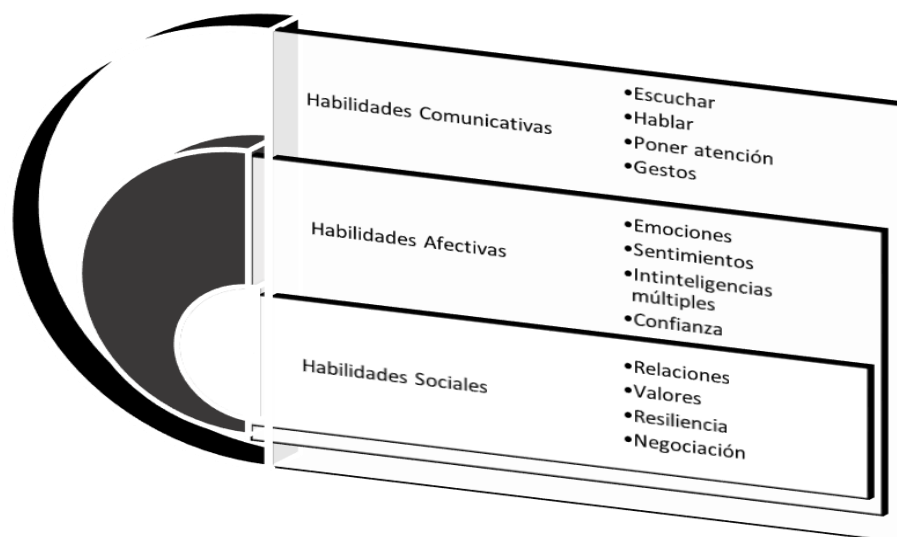 Habilidades Comunicativas
•Escuchar
•Hablar
•Poner atención
•Gestos
Habilidades Afectivas
•Emociones
•Sentimientos
•Intinteligencias
múltiples
•Confianza
Habilidades Sociales
•Relaciones
•Valores
•Resiliencia
•Negociación